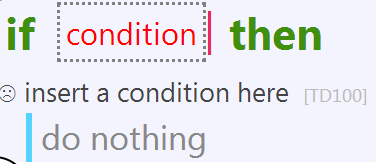 if condition then
insert a condition here [TD100]
do nothing